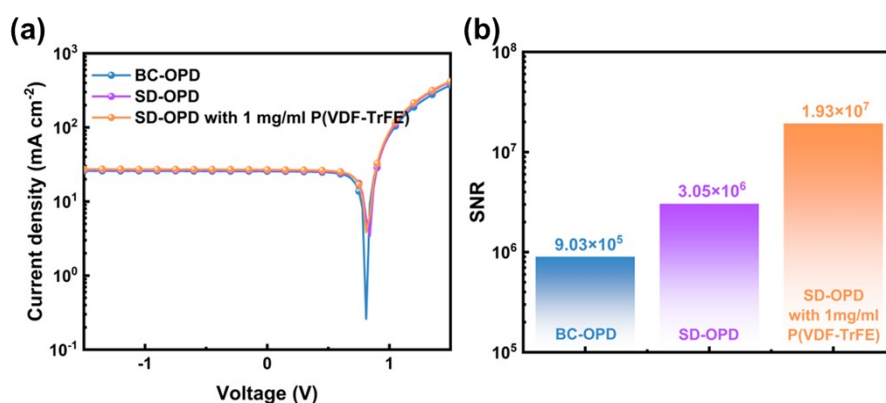 (a)
10³
10²
10¹
10⁰
10⁻¹
Current density (mA cm⁻²)
BC-OPD
SD-OPD
SD-OPD with 1 mg/ml P(VDF-TrFE)
-1
0
1
Voltage (V)
(b)
10⁸
10⁷
10⁶
10⁵
SNR
9.03×10⁵
3.05×10⁶
1.93×10⁷
BC-OPD
SD-OPD
SD-OPD
with 1mg/ml
P(VDF-TrFE)